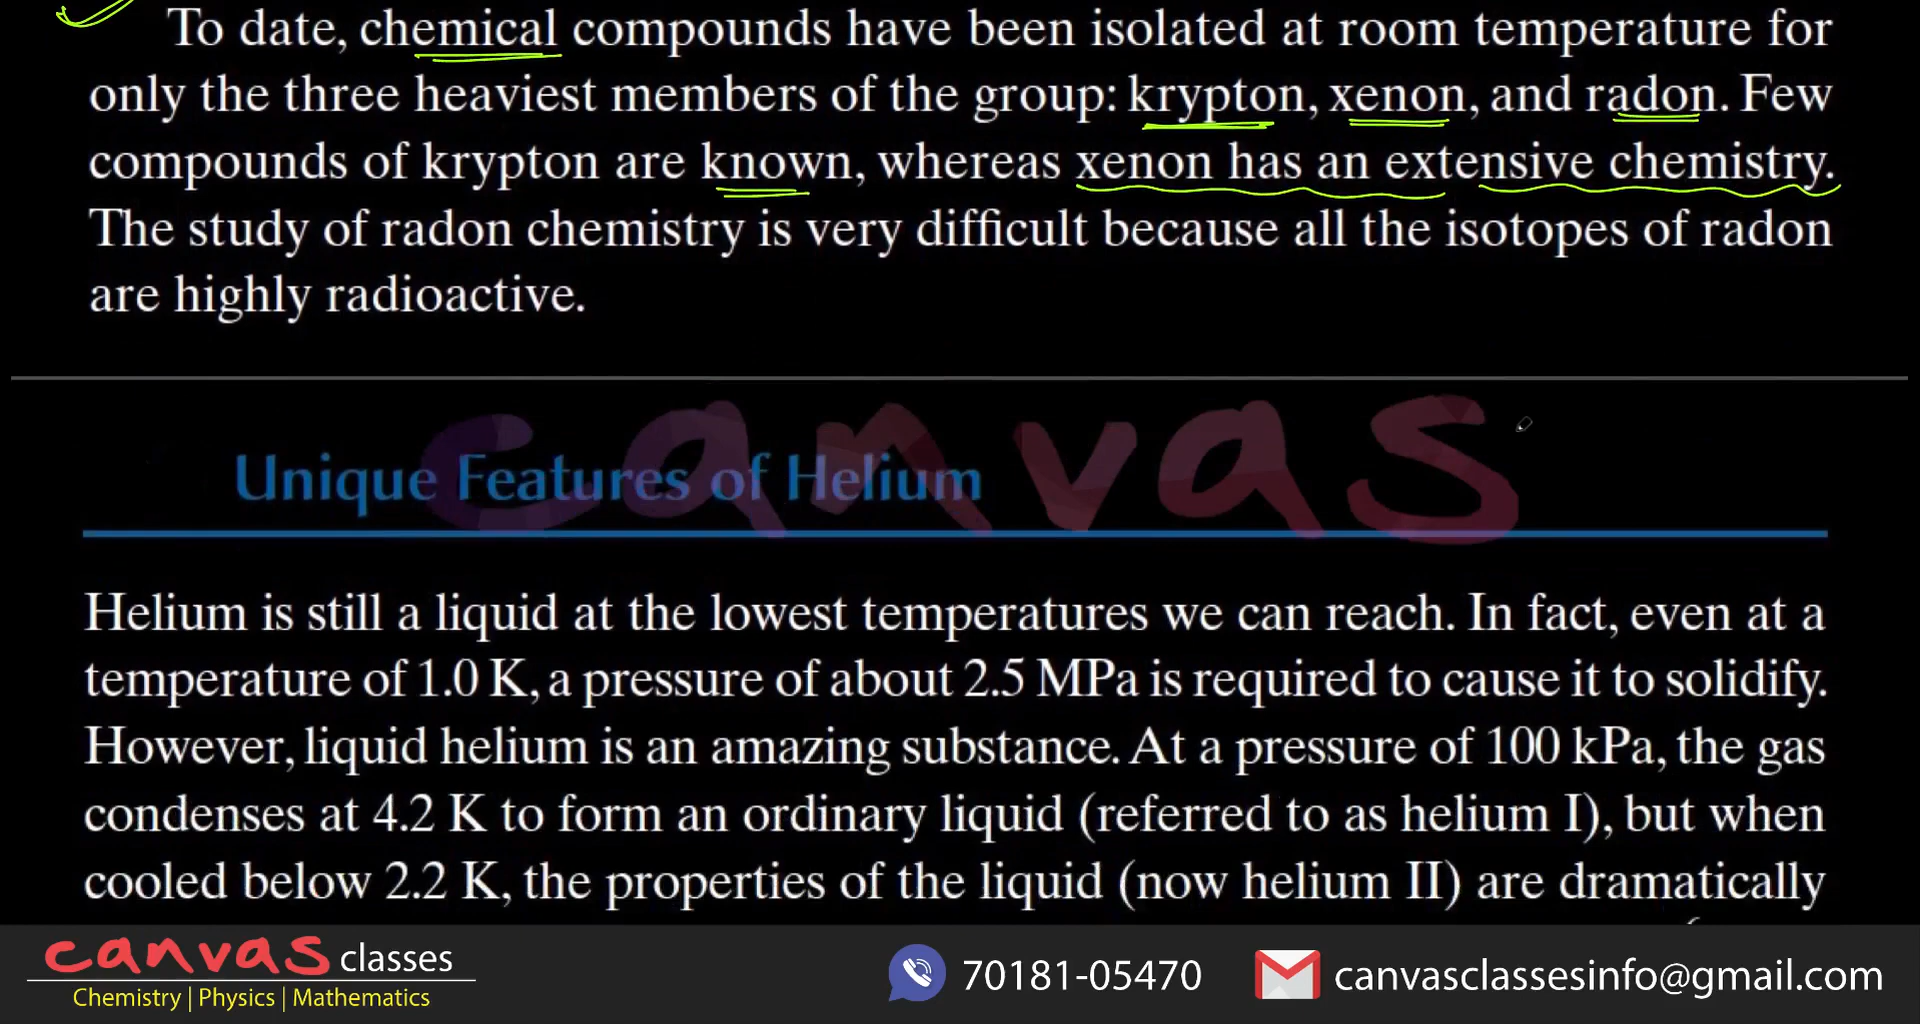 To date, chemical compounds have been isolated at room temperature for
only the three heaviest members of the group: krypton, xenon, and radon. Few
compounds of krypton are known, whereas xenon has an extensive chemistry.
The study of radon chemistry is very difficult because all the isotopes of radon
are highly radioactive.
canvas
Unique Features of Helium
Helium is still a liquid at the lowest temperatures we can reach. In fact, even at a
temperature of 1.0 K, a pressure of about 2.5 MPa is required to cause it to solidify.
However, liquid helium is an amazing substance. At a pressure of 100 kPa, the gas
condenses at 4.2 K to form an ordinary liquid (referred to as helium I), but when
cooled below 2.2 K, the properties of the liquid (now helium II) are dramatically
canvas classes
Chemistry | Physics | Mathematics
70181-05470
canvasclassesinfo@gmail.com